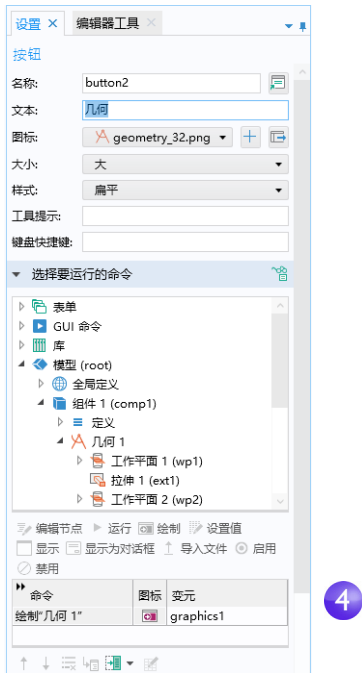 设置
编辑器工具
按钮
名称: button2
文本: 几何
图标: geometry_32.png
大小: 大
样式: 扁平
工具提示:
键盘快捷键:
选择要运行的命令
表单
GUI 命令
库
模型 (root)
全局定义
组件 1 (comp1)
定义
几何 1
工作平面 1 (wp1)
拉伸 1 (ext1)
工作平面 2 (wp2)
编辑节点 运行 绘制 设置值
显示 显示为对话框 导入文件 启用
禁用
命令 图标 变元
绘制"几何 1" graphics1
4